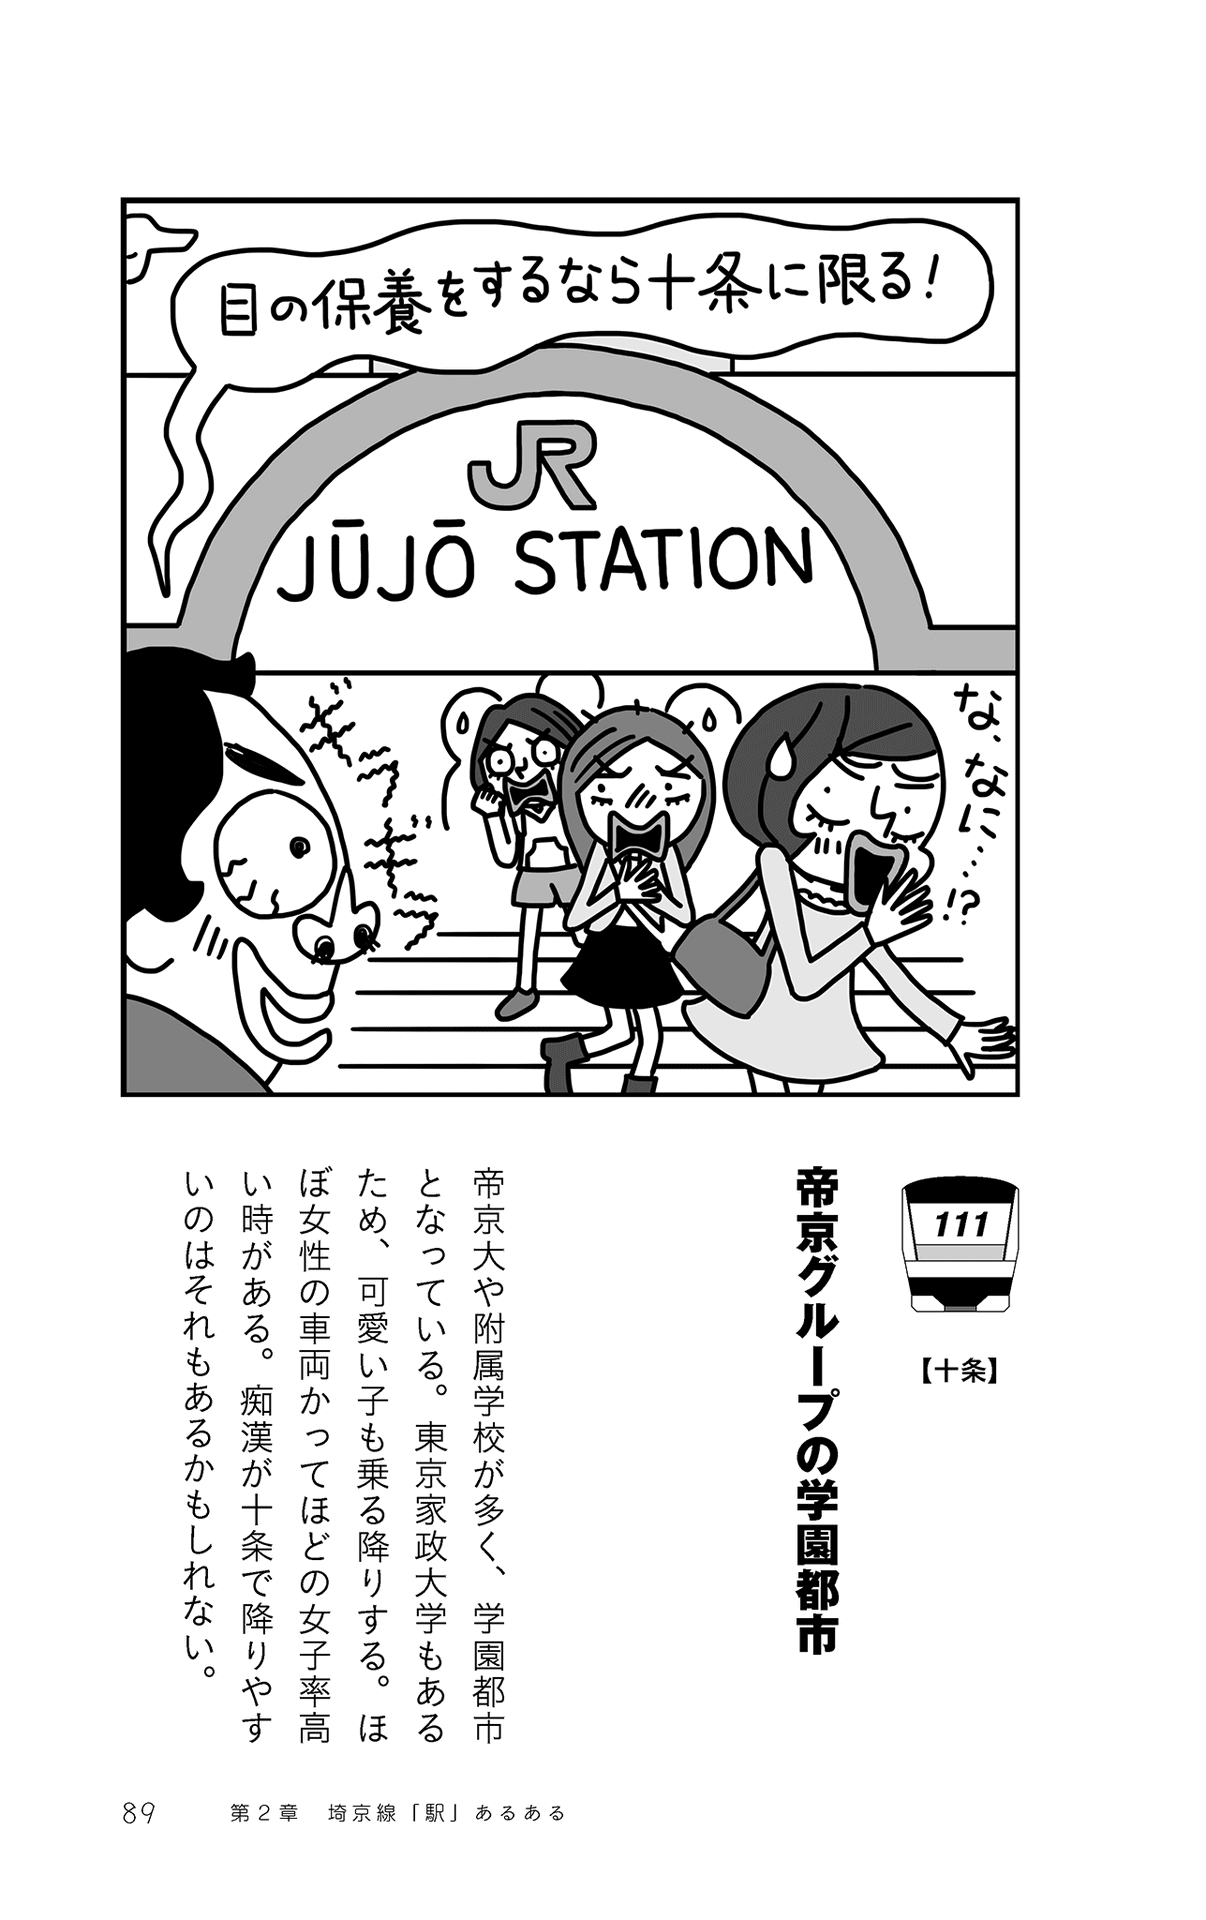 目の保養をするなら十条に限る!
JR
JŪJŌ STATION
な、なに……!?
111
【十条】
帝京グループの学園都市
帝京大や附属学校が多く、学園都市
となっている。東京家政大学もある
ため、可愛い子も乗る降りする。ほ
ぼ女性の車両かってほどの女子率高
い時がある。痴漢が十条で降りやす
いのはそれもあるかもしれない。
89 第2章 埼京線「駅」あるある